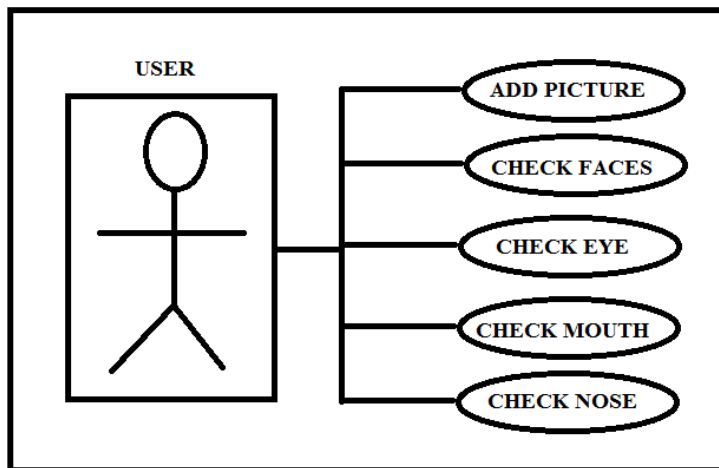 USER
ADD PICTURE
CHECK FACES
CHECK EYE
CHECK MOUTH
CHECK NOSE